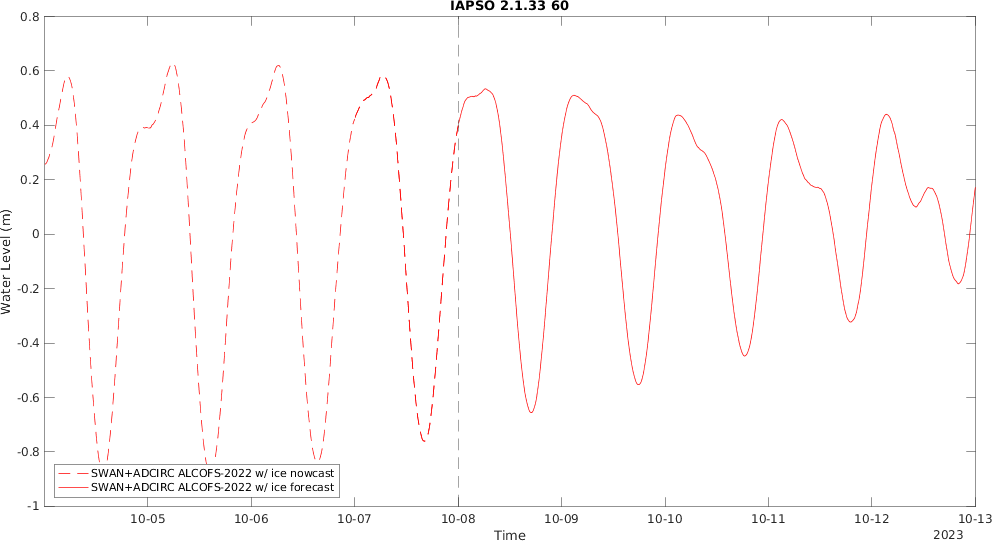 IAPSO 2.1.33 60
Water Level (m)
0.8
0.6
0.4
0.2
0
-0.2
-0.4
-0.6
-0.8
-1
SWAN+ADCIRC ALCOFS-2022 w/ ice nowcast
SWAN+ADCIRC ALCOFS-2022 w/ ice forecast
10-05 10-06 10-07 10-08 10-09 10-10 10-11 10-12 10-13
Time
2023